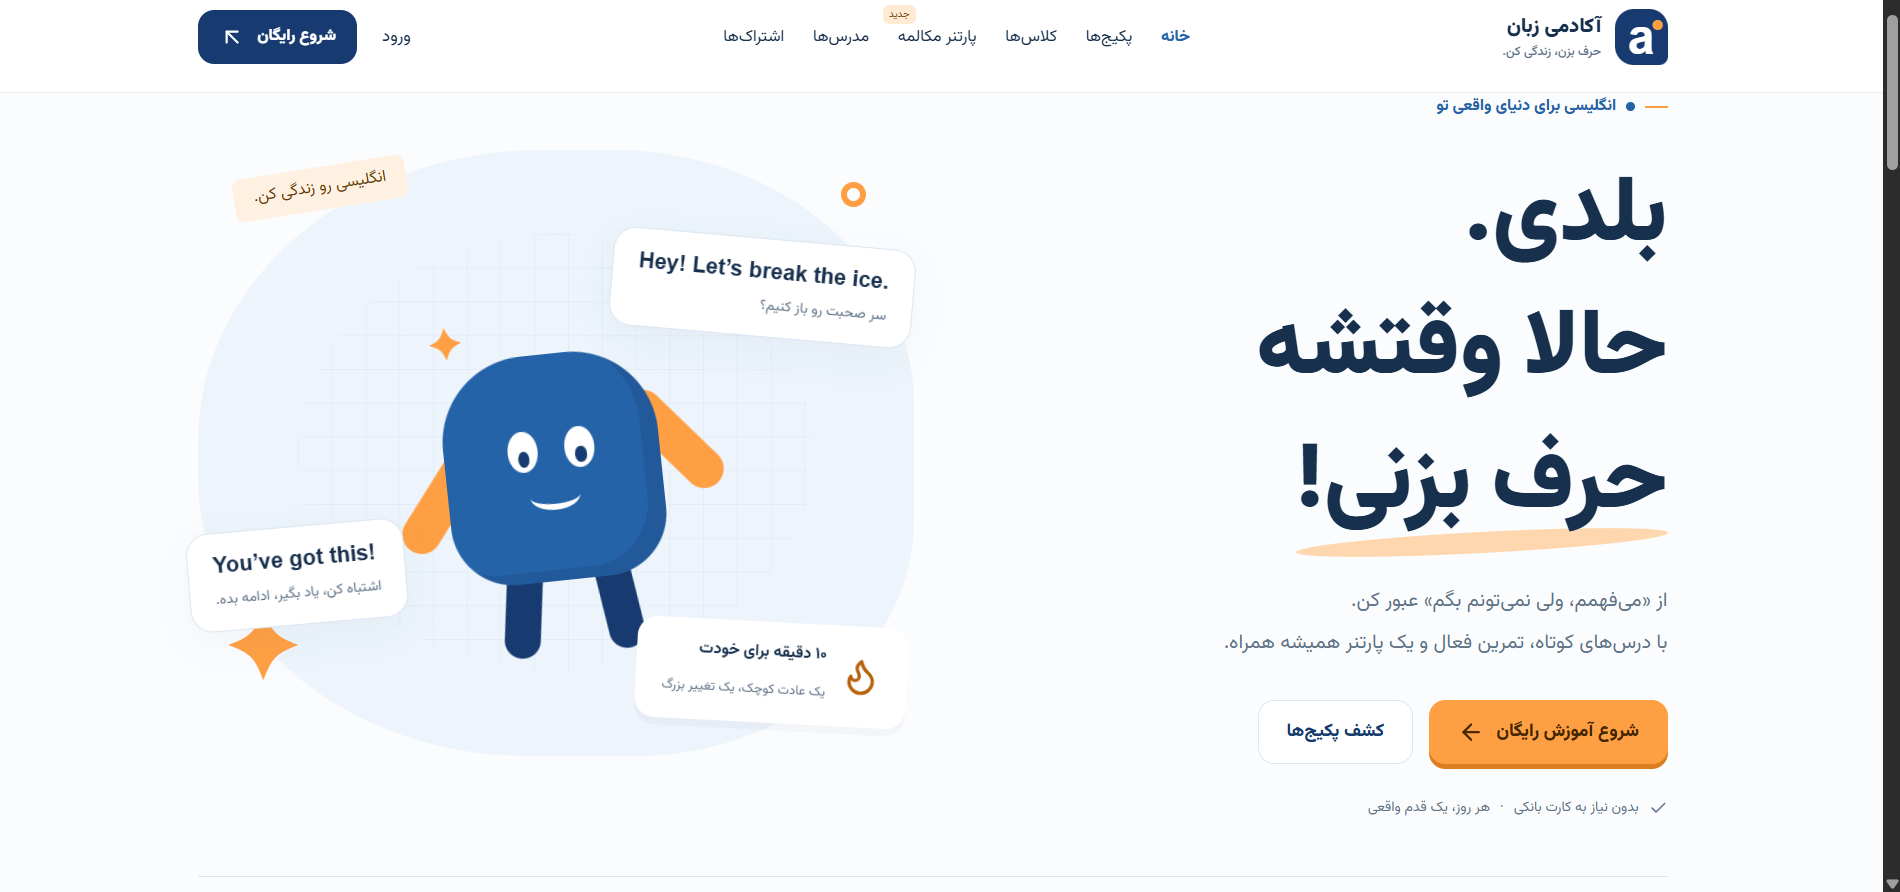 a
آکادمی زبان
حرف بزن، زندگی کن.
خانه
پکیج‌ها
کلاس‌ها
پارتنر مکالمه
جدید
مدرس‌ها
اشتراک‌ها
ورود
شروع رایگان
انگلیسی برای دنیای واقعی تو
بلدی.
حالا وقتشه
حرف بزنی!
از «می‌فهمم، ولی نمی‌تونم بگم» عبور کن.
با درس‌های کوتاه، تمرین فعال و یک پارتنر همیشه همراه.
شروع آموزش رایگان
کشف پکیج‌ها
بدون نیاز به کارت بانکی · هر روز، یک قدم واقعی
انگلیسی رو زندگی کن.
Hey! Let’s break the ice.
سر صحبت رو باز کنیم؟
You’ve got this!
اشتباه کن، یاد بگیر، ادامه بده.
۱۰ دقیقه برای خودت
یک عادت کوچک، یک تغییر بزرگ